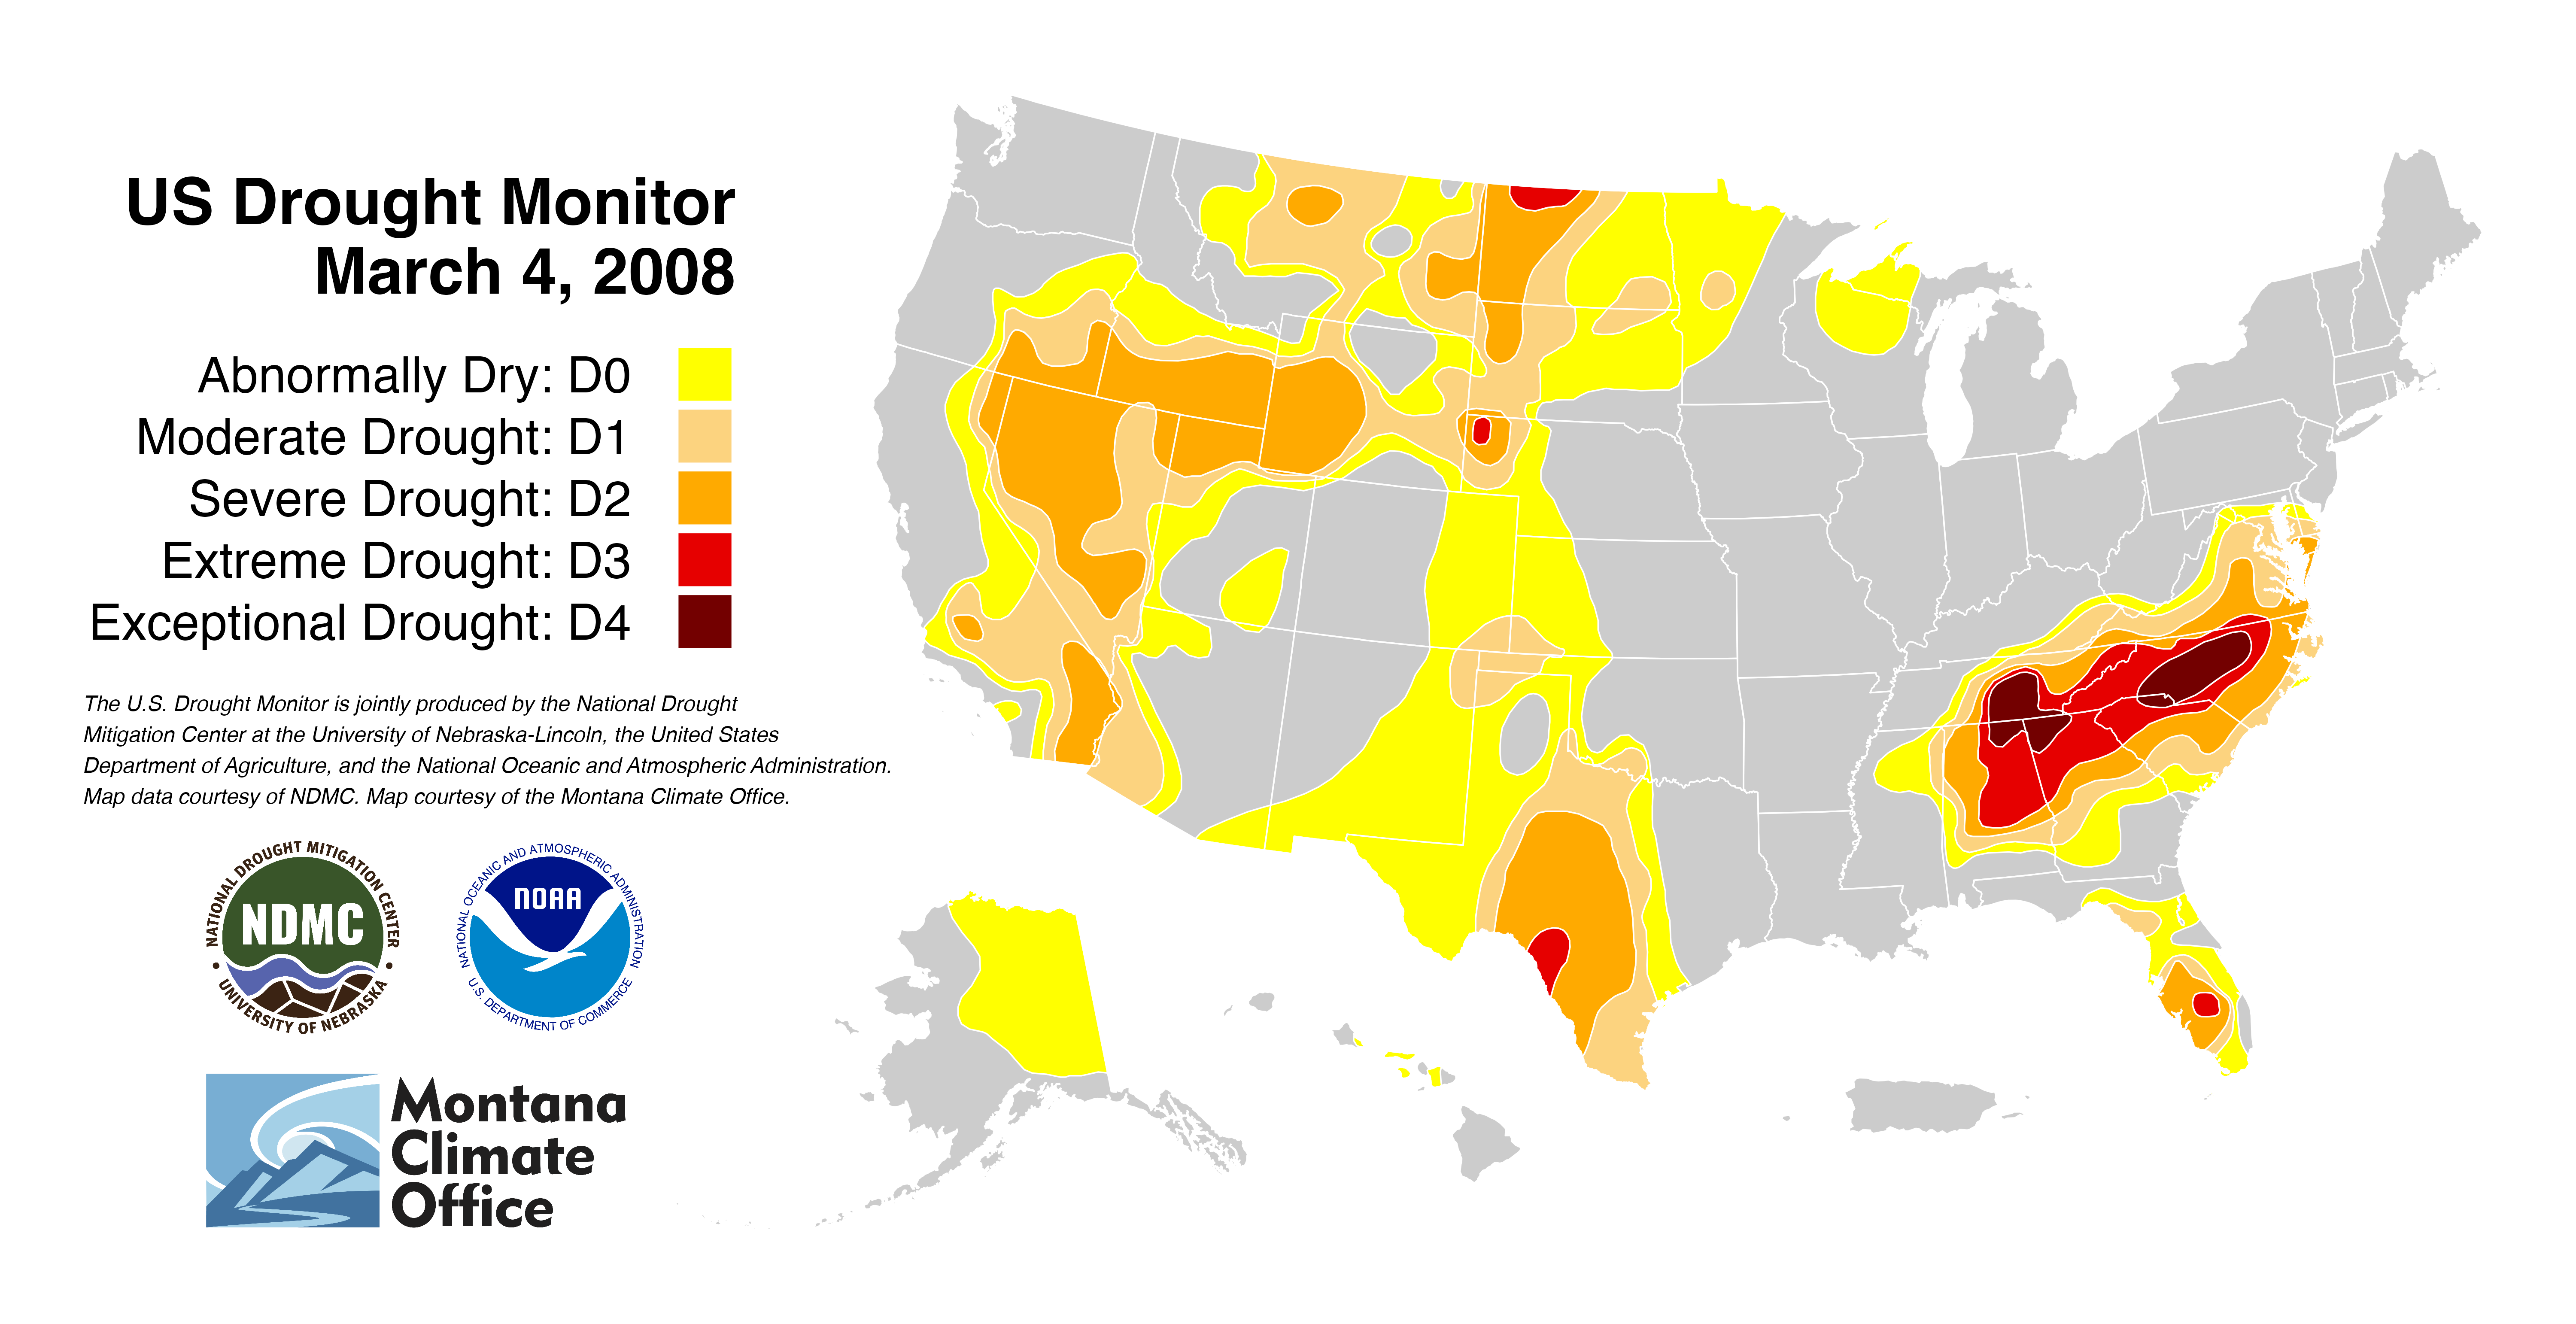 US Drought Monitor
March 4, 2008
Abnormally Dry: D0
Moderate Drought: D1
Severe Drought: D2
Extreme Drought: D3
Exceptional Drought: D4
The U.S. Drought Monitor is jointly produced by the National Drought
Mitigation Center at the University of Nebraska-Lincoln, the United States
Department of Agriculture, and the National Oceanic and Atmospheric Administration.
Map data courtesy of NDMC. Map courtesy of the Montana Climate Office.
NATIONAL DROUGHT MITIGATION CENTER
NDMC
UNIVERSITY OF NEBRASKA
NATIONAL OCEANIC AND ATMOSPHERIC ADMINISTRATION
NOAA
U.S. DEPARTMENT OF COMMERCE
Montana
Climate
Office